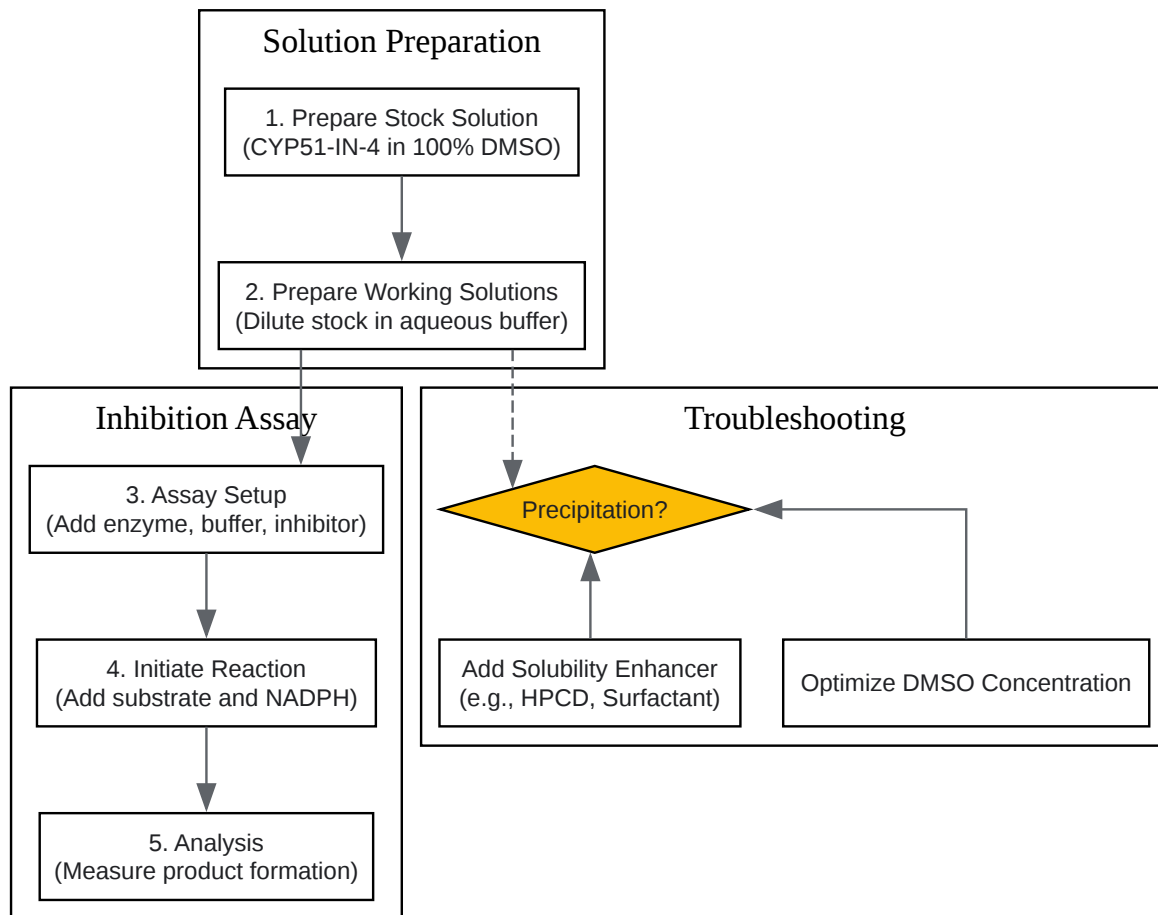 Solution Preparation
1. Prepare Stock Solution
(CYP51-IN-4 in 100% DMSO)
2. Prepare Working Solutions
(Dilute stock in aqueous buffer)
Inhibition Assay
3. Assay Setup
(Add enzyme, buffer, inhibitor)
4. Initiate Reaction
(Add substrate and NADPH)
5. Analysis
(Measure product formation)
Troubleshooting
Precipitation?
Add Solubility Enhancer
(e.g., HPCD, Surfactant)
Optimize DMSO Concentration